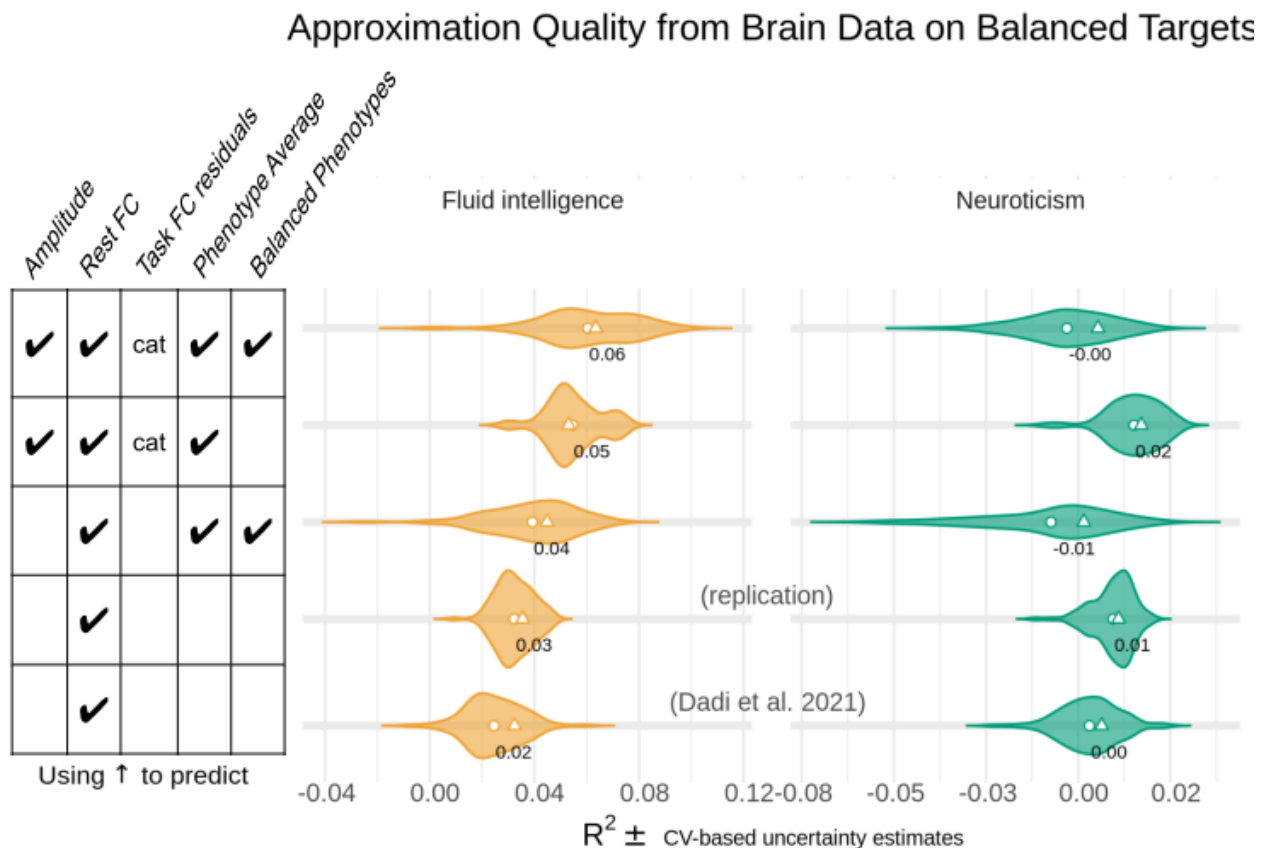 Approximation Quality from Brain Data on Balanced Targets
Amplitude
Rest FC
Task FC residuals
Phenotype Average
Balanced Phenotypes
Fluid intelligence
Neuroticism
✔ ✔ cat ✔ ✔
0.06
-0.00
✔ ✔ cat ✔
0.05
0.02
✔ ✔ ✔
0.04
-0.01
✔
(replication)
0.03
0.01
✔
(Dadi et al. 2021)
0.02
0.00
Using ↑ to predict
-0.04 0.00 0.04 0.08 0.12
-0.08 -0.05 -0.03 0.00 0.02
R² ± CV-based uncertainty estimates